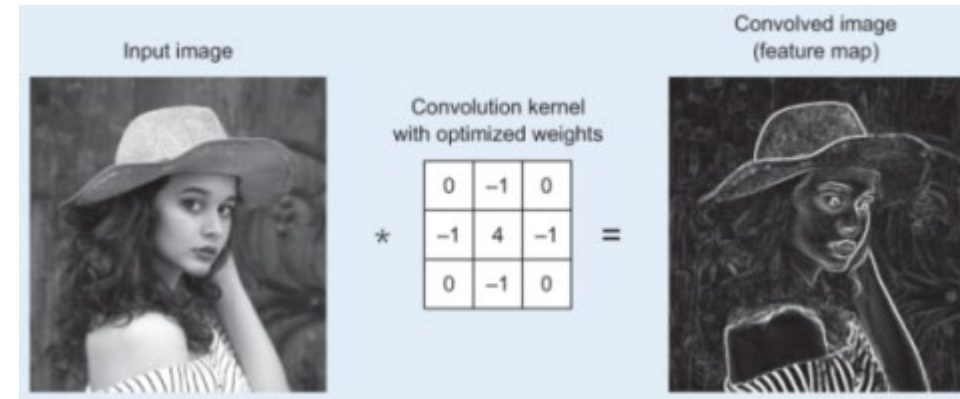 Input image
Convolution kernel
with optimized weights
Convolved image
(feature map)
*
0 –1 0
–1 4 –1
0 –1 0
=